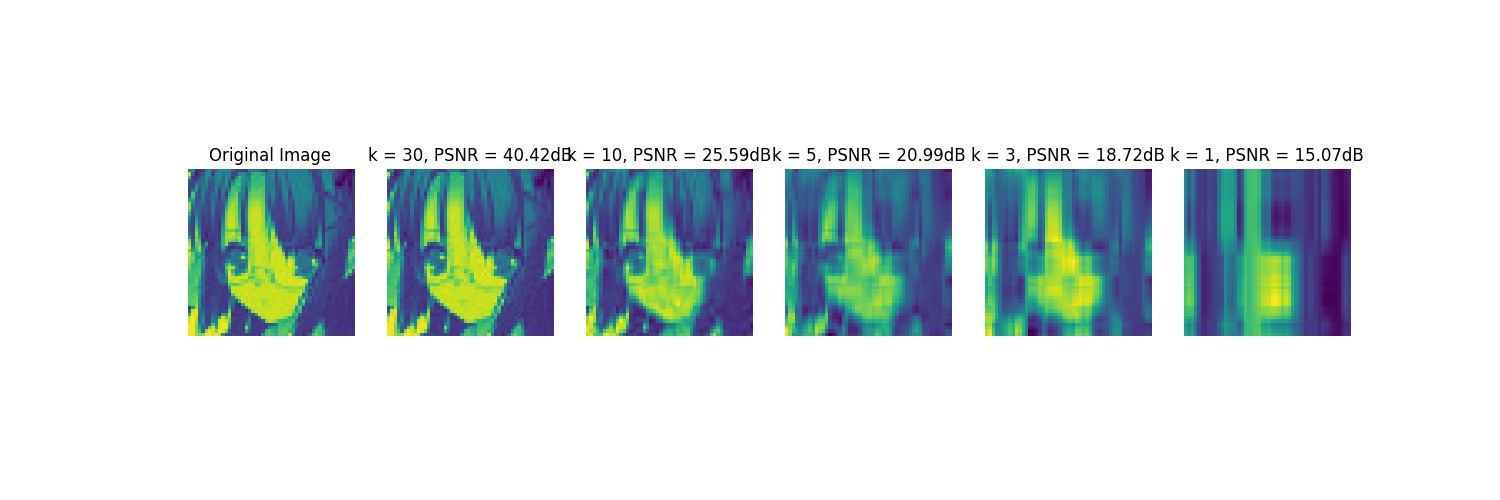 Original Image
k = 30, PSNR = 40.42dB
k = 10, PSNR = 25.59dB
k = 5, PSNR = 20.99dB
k = 3, PSNR = 18.72dB
k = 1, PSNR = 15.07dB